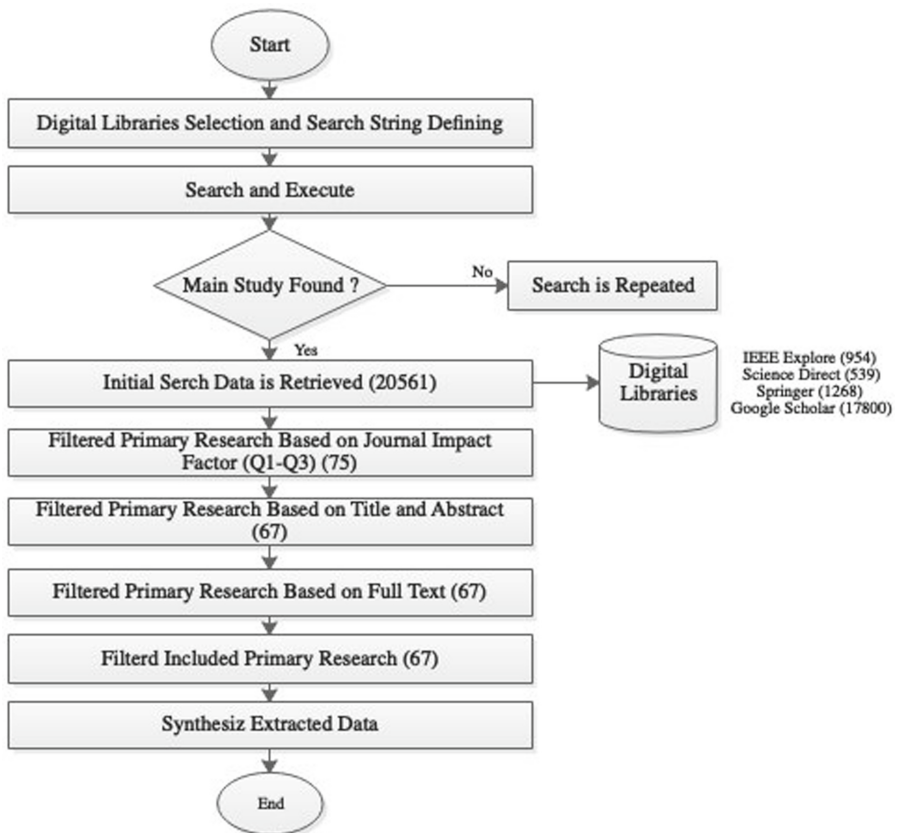 Start
Digital Libraries Selection and Search String Defining
Search and Execute
Main Study Found ?
No
Search is Repeated
Yes
Initial Serch Data is Retrieved (20561)
Digital
Libraries
IEEE Explore (954)
Science Direct (539)
Springer (1268)
Google Scholar (17800)
Filtered Primary Research Based on Journal Impact
Factor (Q1-Q3) (75)
Filtered Primary Research Based on Title and Abstract
(67)
Filtered Primary Research Based on Full Text (67)
Filterd Included Primary Research (67)
Synthesiz Extracted Data
End